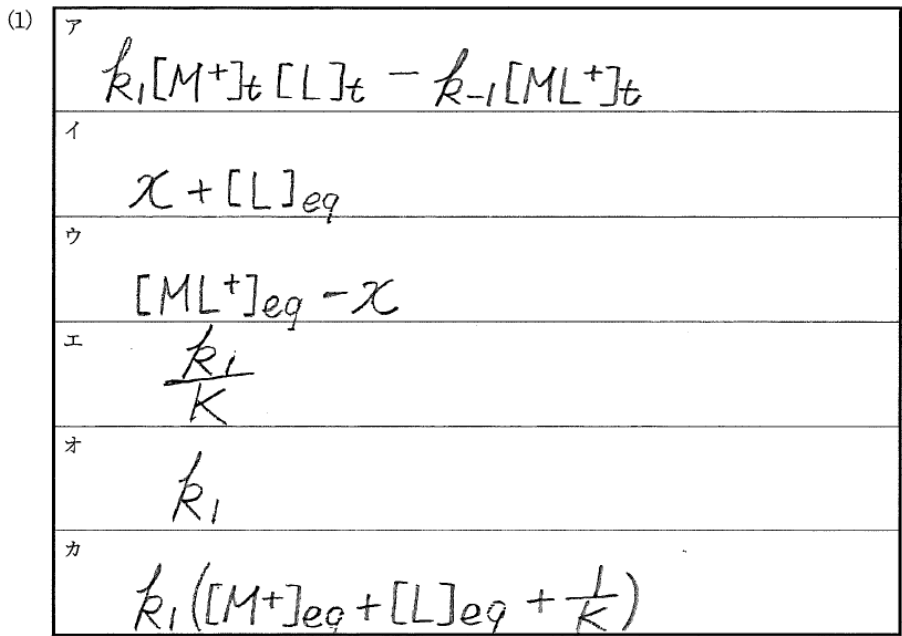 (1)
ア
k₁[M⁺]t [L]t − k₋₁[ML⁺]t
イ
x + [L]eq
ウ
[ML⁺]eq − x
エ
k₁/K
オ
k₁
カ
k₁([M⁺]eq + [L]eq + 1/K)